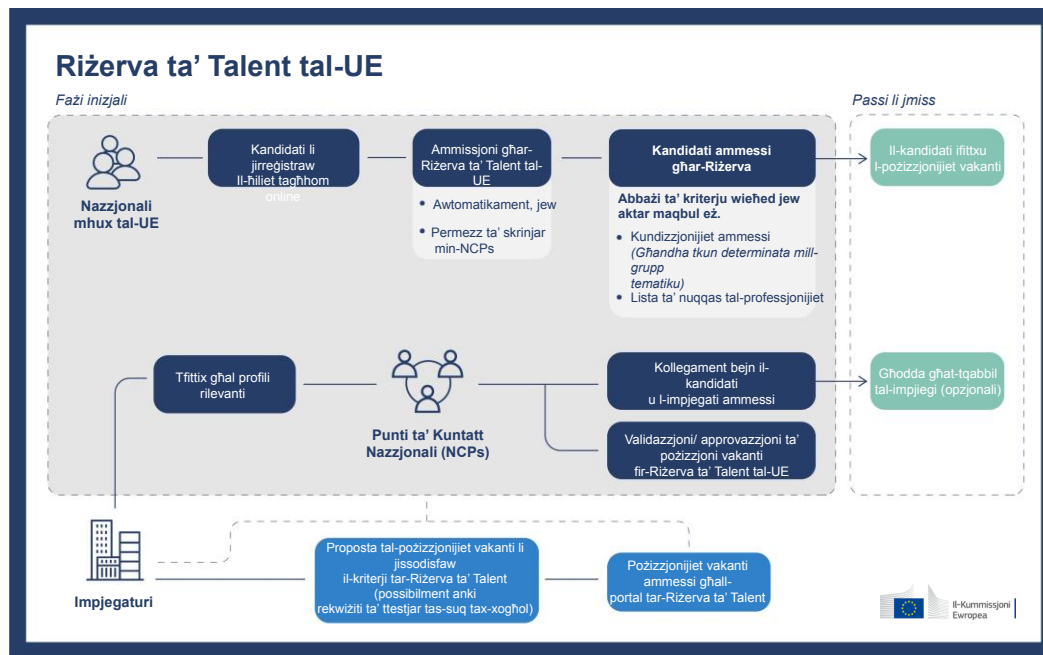 Riżerva ta’ Talent tal-UE
Fażi inizjali
Passi li jmiss
Nazzjonali
mhux tal-UE
Kandidati li
jirreġistraw
Il-ħiliet tagħhom
online
Ammissjoni għar-
Riżerva ta’ Talent tal-
UE
• Awtomatikament, jew
• Permezz ta’ skrinjar
min-NCPs
Kandidati ammessi
għar-Riżerva
Abbażi ta’ kriterju wieħed jew
aktar maqbul eż.
• Kundizzjonijiet ammessi
(Għandha tkun determinata mill-
grupp
tematiku)
• Lista ta’ nuqqas tal-professjonijiet
Il-kandidati ifittxu
l-pożizzjonijiet vakanti
Tfittix għal profili
rilevanti
Punti ta’ Kuntatt
Nazzjonali (NCPs)
Kollegament bejn il-
kandidati
u l-impjegati ammessi
Għodda għat-tqabbil
tal-impjiegi (opzjonali)
Validazzjoni/ approvazzjoni ta’
pożizzjoni vakanti
fir-Riżerva ta’ Talent tal-UE
Impjegaturi
Proposta tal-pożizzjonijiet vakanti li
jissodisfaw
il-kriterji tar-Riżerva ta’ Talent
(possibilment anki
rekwiżiti ta’ ttestjar tas-suq tax-xogħol)
Pożizzjonijiet vakanti
ammessi għall-
portal tar-Riżerva ta’ Talent
Il-Kummissjoni
Ewropea